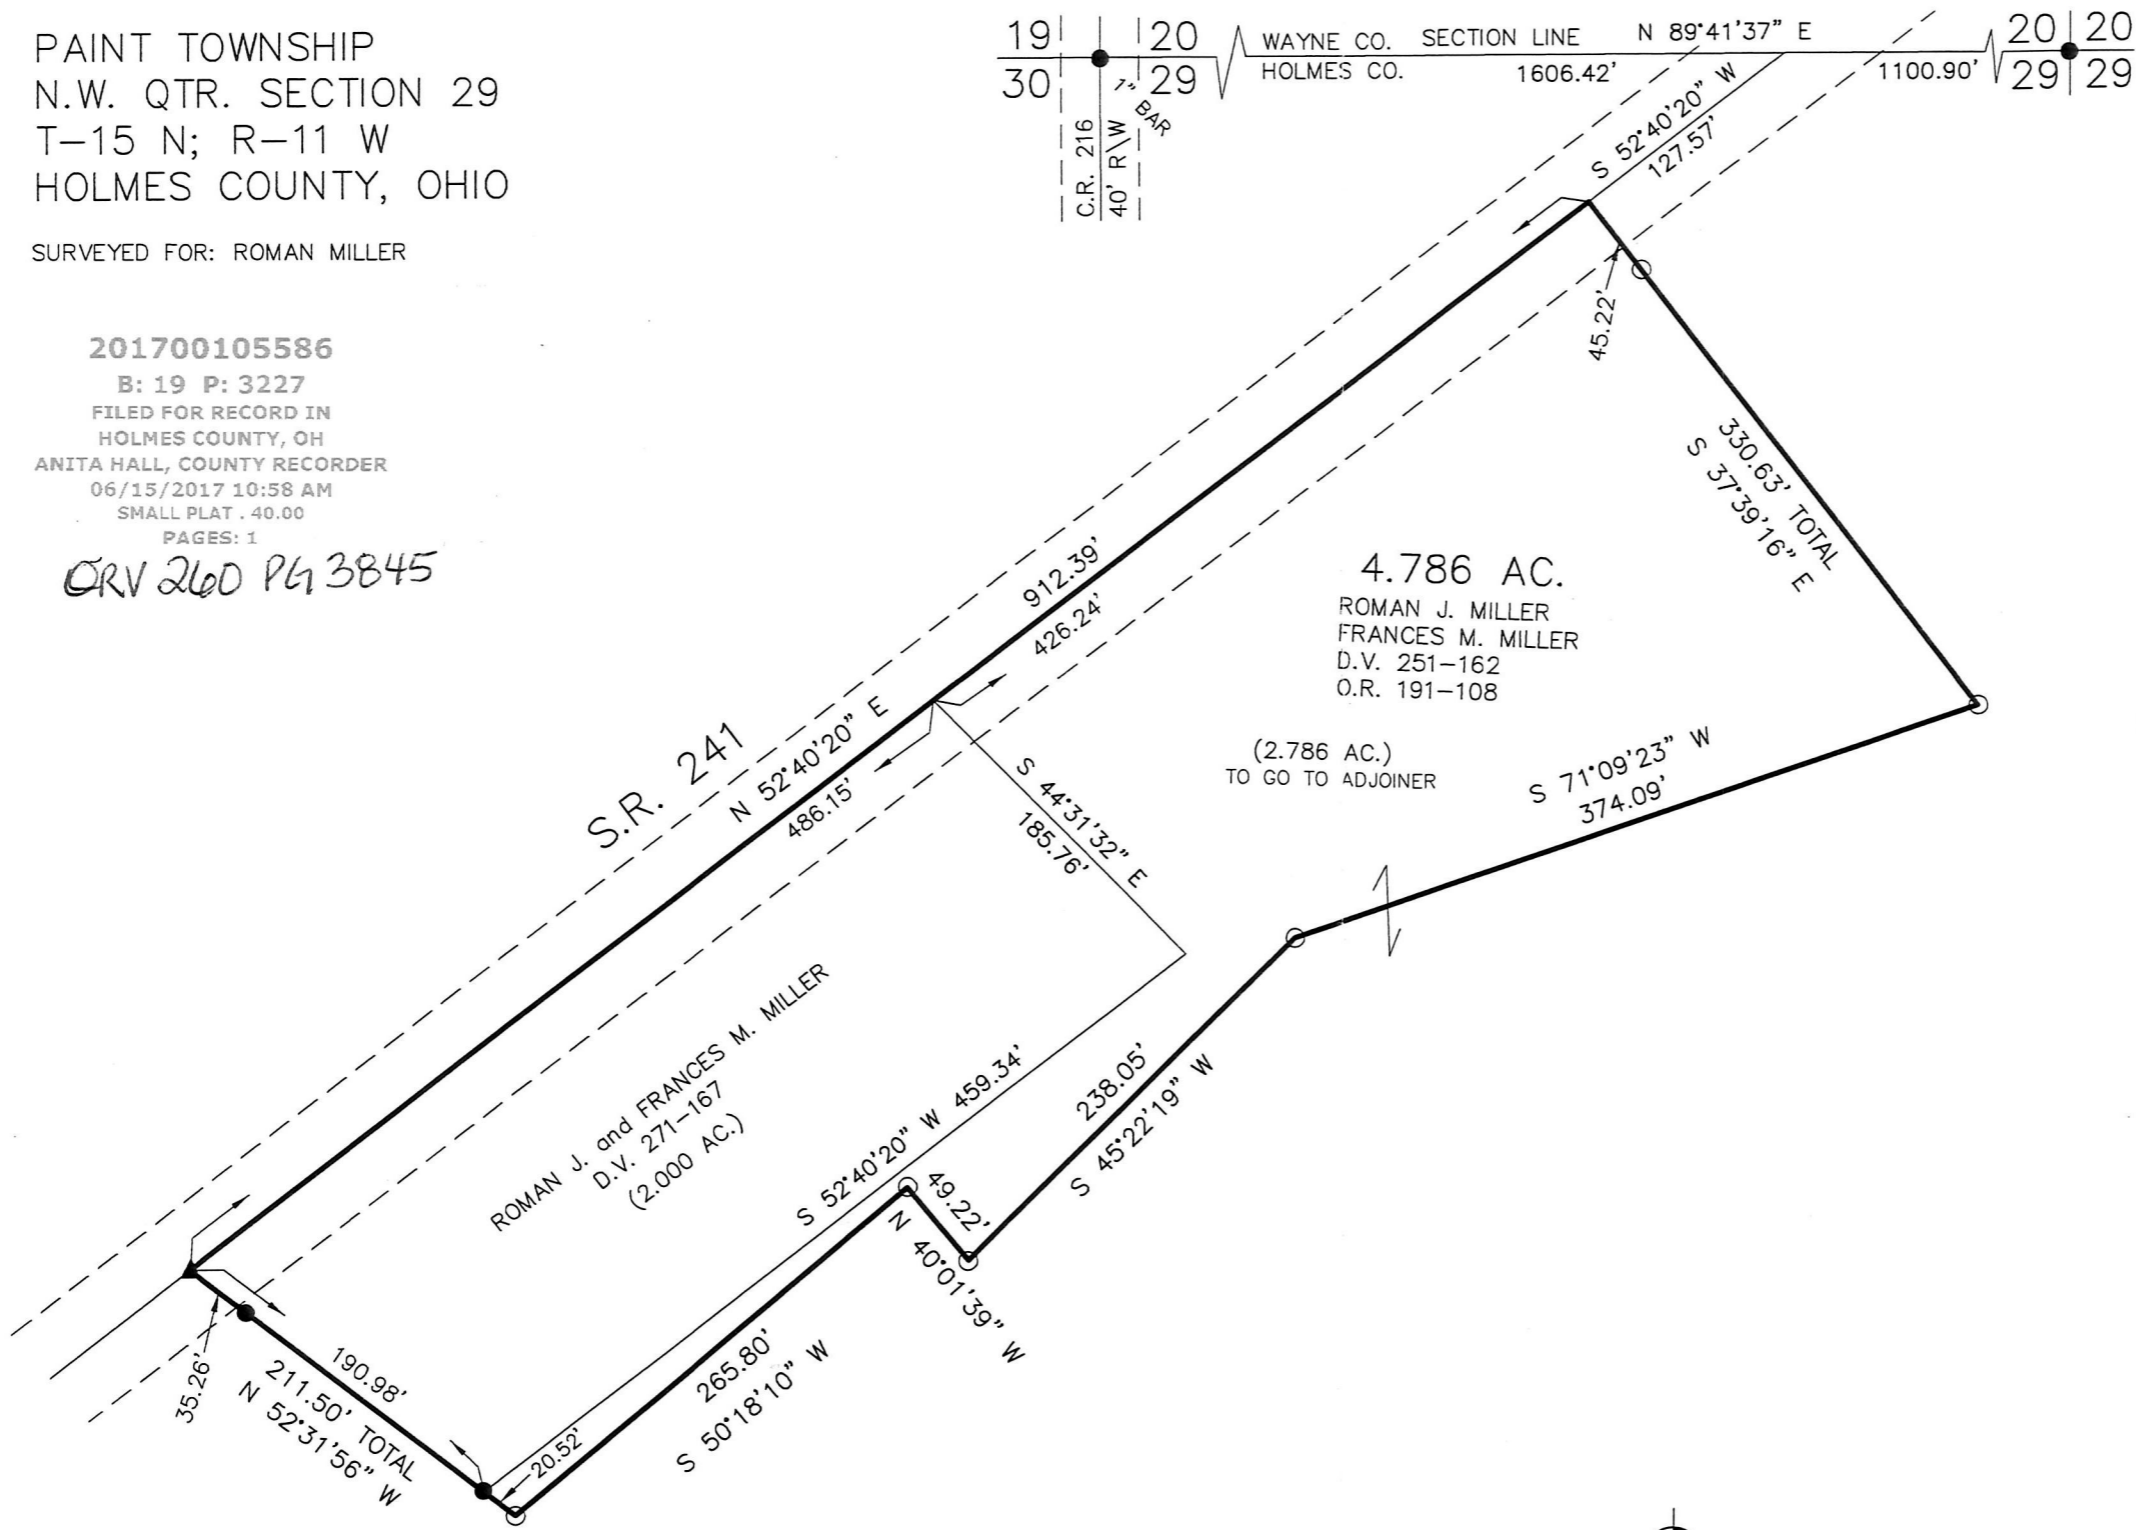 PAINT TOWNSHIP
N.W. QTR. SECTION 29
T-15 N; R-11 W
HOLMES COUNTY, OHIO
SURVEYED FOR: ROMAN MILLER
201700105586
B: 19 P: 3227
FILED FOR RECORD IN
HOLMES COUNTY, OH
ANITA HALL, COUNTY RECORDER
06/15/2017 10:58 AM
SMALL PLAT . 40.00
PAGES: 1
ORV 260 PG 3845
19 20
30 29
1" BAR
C.R. 216
40' R\W
WAYNE CO. SECTION LINE N 89°41'37" E
HOLMES CO. 1606.42' 1100.90'
20 20
29 29
S 52°40'20" W
127.57'
45.22'
330.63' TOTAL
S 37°39'16" E
912.39'
426.24'
4.786 AC.
ROMAN J. MILLER
FRANCES M. MILLER
D.V. 251-162
O.R. 191-108
(2.786 AC.)
TO GO TO ADJOINER
S 71°09'23" W
374.09'
S.R. 241
N 52°40'20" E
486.15'
S 44°31'32" E
185.76'
ROMAN J. and FRANCES M. MILLER
D.V. 271-167
(2.000 AC.)
S 52°40'20" W 459.34'
238.05'
S 45°22'19" W
49.22'
N 40°01'39" W
265.80'
S 50°18'10" W
20.52'
190.98'
211.50' TOTAL
N 52°31'56" W
35.26'